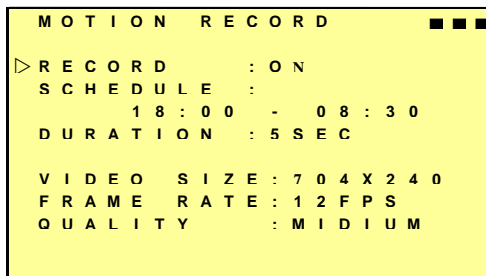 MOTION RECORD
RECORD : ON
SCHEDULE :
18:00 - 08:30
DURATION :5SEC
VIDEO SIZE:704X240
FRAME RATE:12FPS
QUALITY :MIDIUM